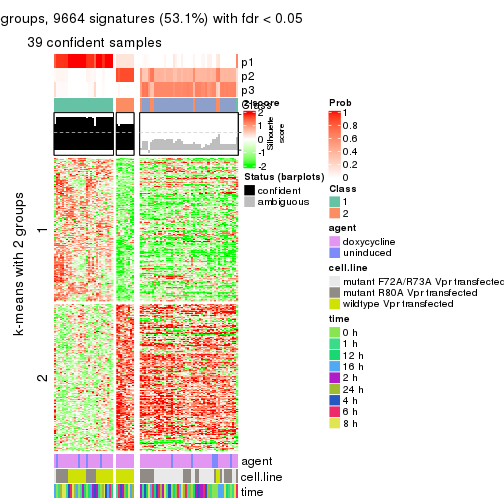 groups, 9664 signatures (53.1%) with fdr < 0.05
39 confident samples
p1
p2
p3
Class
z-score
2
1
0
-1
-2
Silhouette
score
Status (barplots)
confident
ambiguous
Prob
1
0.8
0.6
0.4
0.2
0
Class
1
2
agent
doxycycline
uninduced
cell.line
mutant F72A/R73A Vpr transfected
mutant R80A Vpr transfected
wildtype Vpr transfected
time
0 h
1 h
12 h
16 h
2 h
24 h
4 h
6 h
8 h
k-means with 2 groups
1
2
agent
cell.line
time